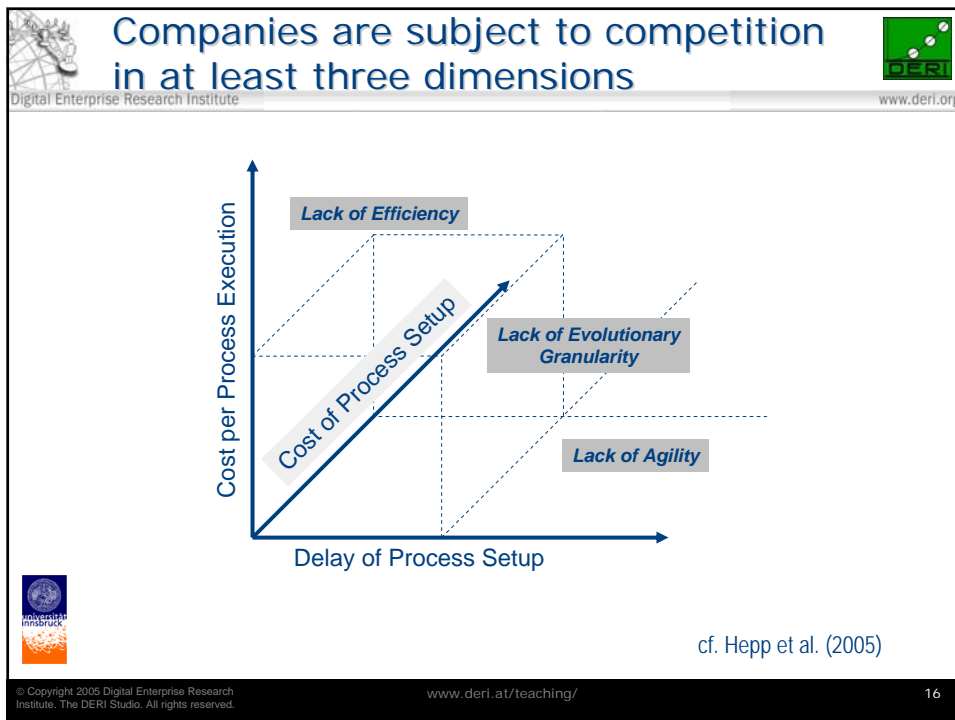 Companies are subject to competition
in at least three dimensions
DERI
Digital Enterprise Research Institute
www.deri.org
Cost per Process Execution
Lack of Efficiency
Cost of Process Setup
Lack of Evolutionary
Granularity
Lack of Agility
Delay of Process Setup
universität
innsbruck
cf. Hepp et al. (2005)
© Copyright 2005 Digital Enterprise Research
Institute. The DERI Studio. All rights reserved.
www.deri.at/teaching/
16